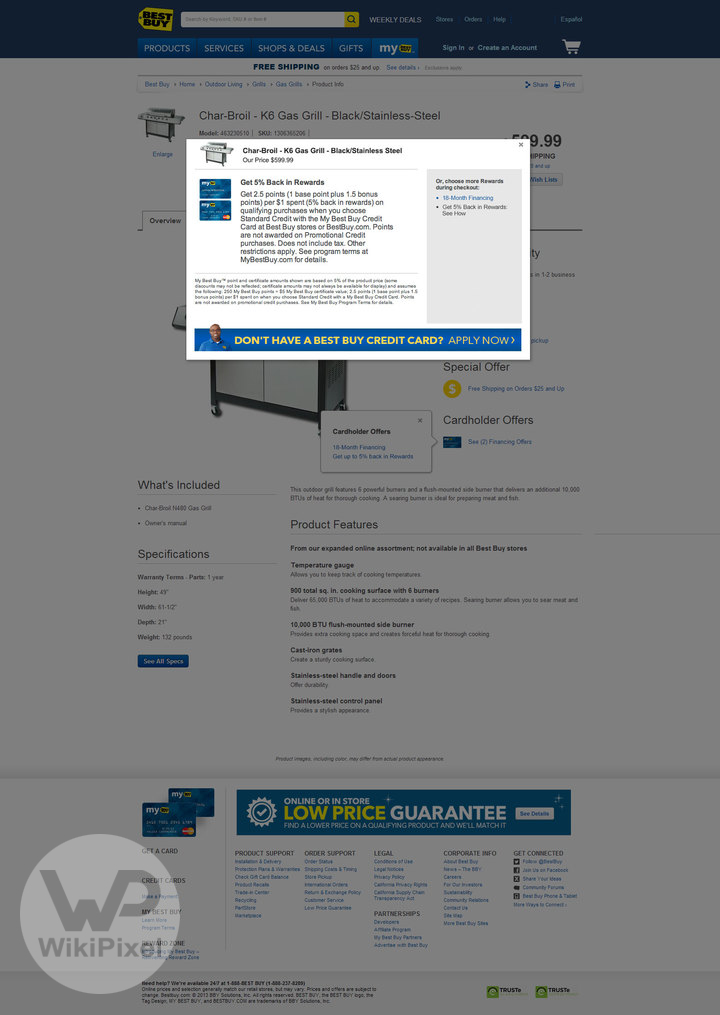 BEST BUY
Search by Keyword, SKU # or Item #
WEEKLY DEALS
Stores Orders Help
Español
PRODUCTS SERVICES SHOPS & DEALS GIFTS my BEST BUY
Sign In or Create an Account
FREE SHIPPING on orders $25 and up. See details › Exclusions apply.
Best Buy › Home › Outdoor Living › Grills › Gas Grills › Product Info
Share Print
Char-Broil - K6 Gas Grill - Black/Stainless-Steel
Model: 463230510 | SKU: 1306365206 |
Enlarge
Overview
Char-Broil - K6 Gas Grill - Black/Stainless Steel
Our Price $599.99
Get 5% Back in Rewards
Get 2.5 points (1 base point plus 1.5 bonus
points) per $1 spent (5% back in rewards) on
qualifying purchases when you choose
Standard Credit with the My Best Buy Credit
Card at Best Buy stores or BestBuy.com. Points
are not awarded on Promotional Credit
purchases. Does not include tax. Other
restrictions apply. See program terms at
MyBestBuy.com for details.
Or, choose more Rewards
during checkout:
• 18-Month Financing
• Get 5% Back in Rewards:
See How
My Best Buy™ point and certificate amounts shown are based on 5% of the product price (some
discounts may not be reflected; certificate amounts may not always be available for display) and assumes
the following: 250 My Best Buy points = $5 My Best Buy certificate value; 2.5 points (1 base point plus 1.5
bonus points) per $1 spent on when you choose Standard Credit with a My Best Buy Credit Card. Points
are not awarded on promotional credit purchases. See My Best Buy Program Terms for details.
DON'T HAVE A BEST BUY CREDIT CARD? APPLY NOW ›
99.99
HIPPING
and up
ish Lists
ity
s in 1-2 business
pickup
Special Offer
Free Shipping on Orders $25 and Up
Cardholder Offers
See (2) Financing Offers
Cardholder Offers
18-Month Financing
Get up to 5% back in Rewards
What's Included
• Char-Broil N480 Gas Grill
• Owner's manual
Specifications
Warranty Terms - Parts: 1 year
Height: 49"
Width: 61-1/2"
Depth: 21"
Weight: 132 pounds
See All Specs
This outdoor grill features 6 powerful burners and a flush-mounted side burner that delivers an additional 10,000
BTUs of heat for thorough cooking. A searing burner is ideal for preparing meat and fish.
Product Features
From our expanded online assortment; not available in all Best Buy stores
Temperature gauge
Allows you to keep track of cooking temperatures.
900 total sq. in. cooking surface with 6 burners
Deliver 65,000 BTUs of heat to accommodate a variety of recipes. Searing burner allows you to sear meat and
fish.
10,000 BTU flush-mounted side burner
Provides extra cooking space and creates forceful heat for thorough cooking.
Cast-iron grates
Create a sturdy cooking surface.
Stainless-steel handle and doors
Offer durability.
Stainless-steel control panel
Provides a stylish appearance.
Product images, including color, may differ from actual product appearance.
ONLINE OR IN STORE
LOW PRICE GUARANTEE
FIND A LOWER PRICE ON A QUALIFYING PRODUCT AND WE'LL MATCH IT
See Details
GET A CARD
CREDIT CARDS
Make a Payment
MY BEST BUY
Learn More
Program Terms
REWARD ZONE
Introducing My Best Buy –
Reinventing Reward Zone
PRODUCT SUPPORT
Installation & Delivery
Protection Plans & Warranties
Check Gift Card Balance
Product Recalls
Trade-in Center
Recycling
PartStore
Marketplace
ORDER SUPPORT
Order Status
Shipping Costs & Timing
Store Pickup
International Orders
Return & Exchange Policy
Customer Service
Low Price Guarantee
LEGAL
Conditions of Use
Legal Notices
Privacy Policy
California Privacy Rights
California Supply Chain
Transparency Act
PARTNERSHIPS
Developers
Affiliate Program
My Best Buy Partners
Advertise with Best Buy
CORPORATE INFO
About Best Buy
News – The BBY
Careers
For Our Investors
Sustainability
Community Relations
Contact Us
Site Map
More Best Buy Sites
GET CONNECTED
Follow @BestBuy
Join Us on Facebook
Share Your Ideas
Community Forums
Best Buy Phone & Tablet
More Ways to Connect ›
WP
WikiPixel
Need help? We're available 24/7 at 1-888-BEST BUY (1-888-237-8289)
Online prices and selection generally match our retail stores, but may vary. Prices and offers are subject to
change. Bestbuy.com: © 2013 BBY Solutions, Inc. All rights reserved. BEST BUY, the BEST BUY logo, the
Tag Design, MY BEST BUY, and BESTBUY.COM are trademarks of BBY Solutions, Inc.
TRUSTe
TRUSTe